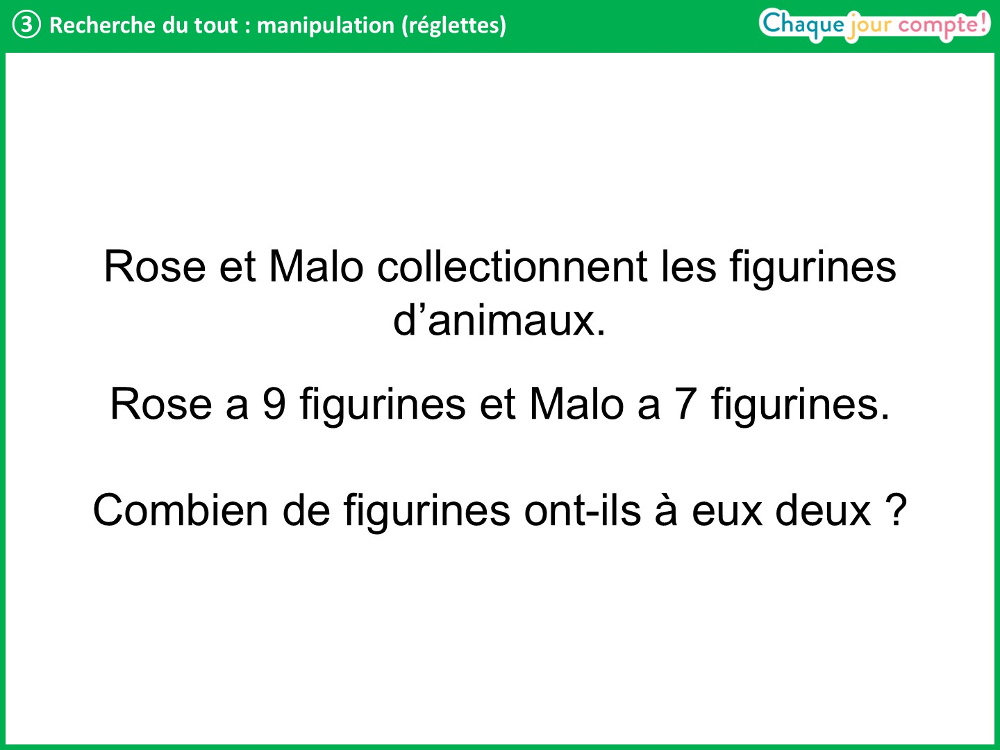 ③ Recherche du tout : manipulation (réglettes)
Chaque jour compte!
Rose et Malo collectionnent les figurines
d’animaux.
Rose a 9 figurines et Malo a 7 figurines.
Combien de figurines ont-ils à eux deux ?